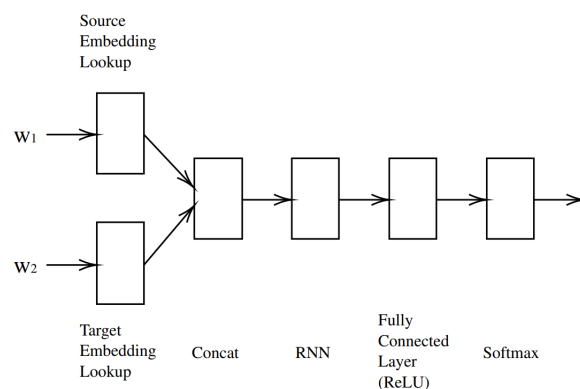 Source
Embedding
Lookup
w1
w2
Target
Embedding
Lookup
Concat
RNN
Fully
Connected
Layer
(ReLU)
Softmax